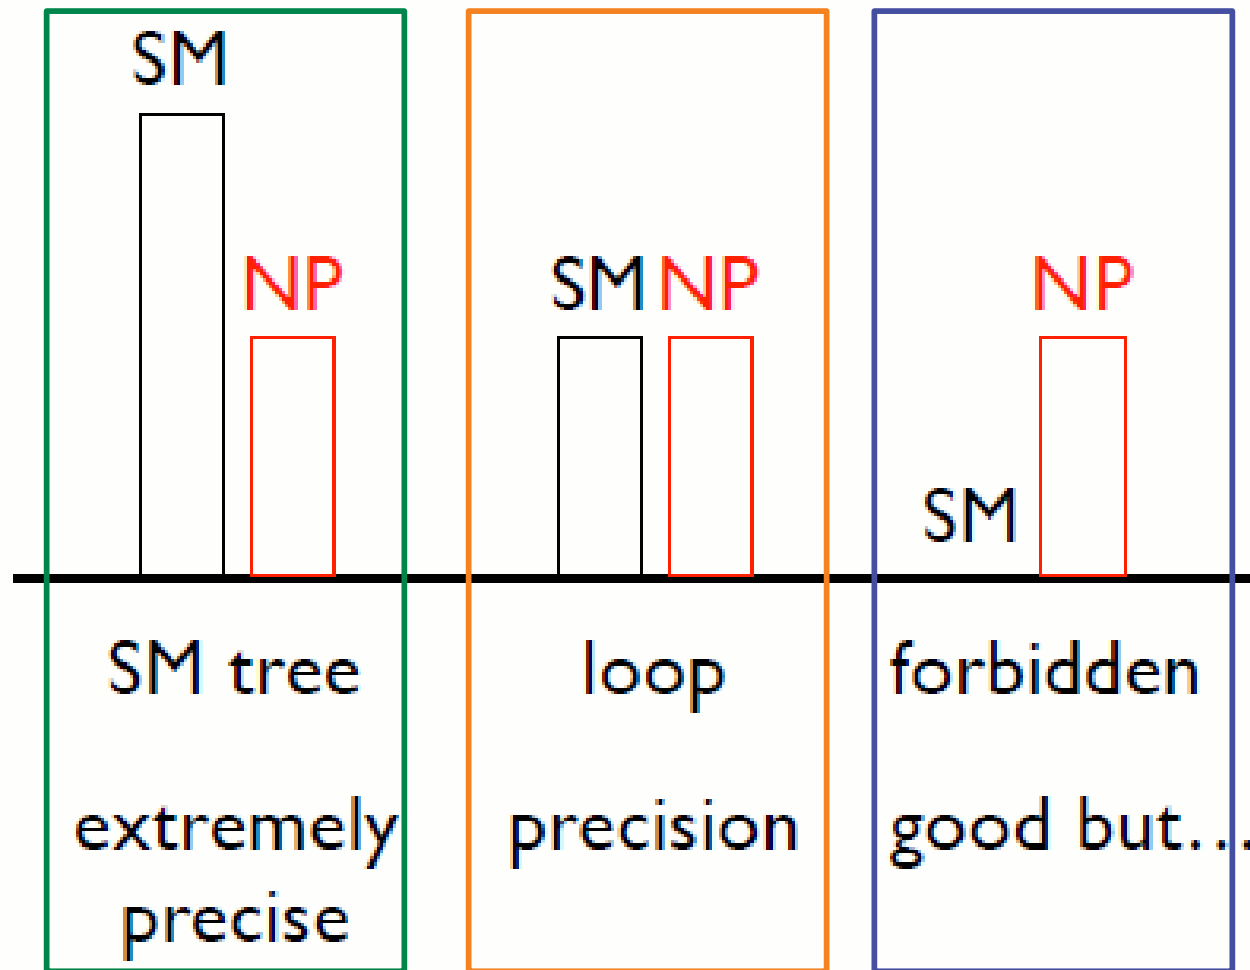 SM
NP
SM tree
extremely
precise
SM NP
loop
precision
NP
SM
forbidden
good but...